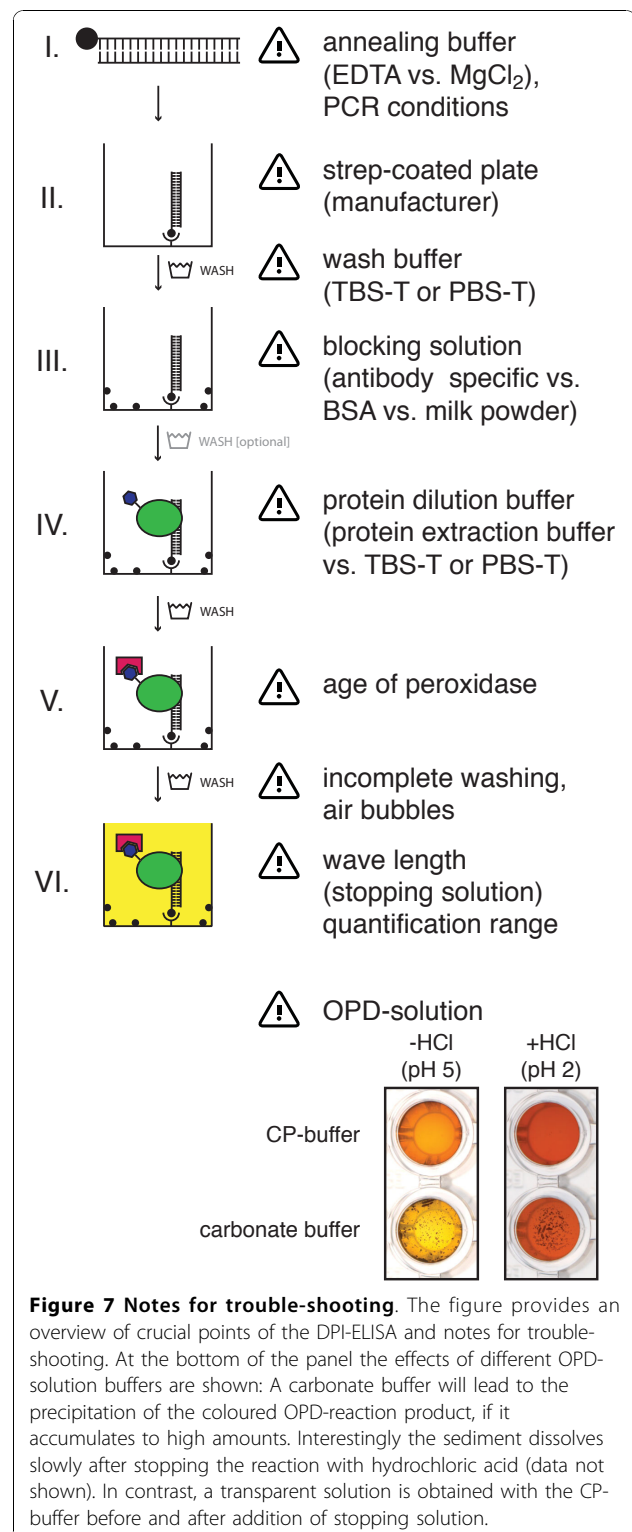 I.
annealing buffer
(EDTA vs. MgCl₂),
PCR conditions
II.
strep-coated plate
(manufacturer)
WASH
wash buffer
(TBS-T or PBS-T)
III.
blocking solution
(antibody specific vs.
BSA vs. milk powder)
WASH [optional]
IV.
protein dilution buffer
(protein extraction buffer
vs. TBS-T or PBS-T)
WASH
V.
age of peroxidase
WASH
incomplete washing,
air bubbles
VI.
wave length
(stopping solution)
quantification range
OPD-solution
-HCl
(pH 5)
+HCl
(pH 2)
CP-buffer
carbonate buffer
Figure 7 Notes for trouble-shooting. The figure provides an
overview of crucial points of the DPI-ELISA and notes for trouble-
shooting. At the bottom of the panel the effects of different OPD-
solution buffers are shown: A carbonate buffer will lead to the
precipitation of the coloured OPD-reaction product, if it
accumulates to high amounts. Interestingly the sediment dissolves
slowly after stopping the reaction with hydrochloric acid (data not
shown). In contrast, a transparent solution is obtained with the CP-
buffer before and after addition of stopping solution.